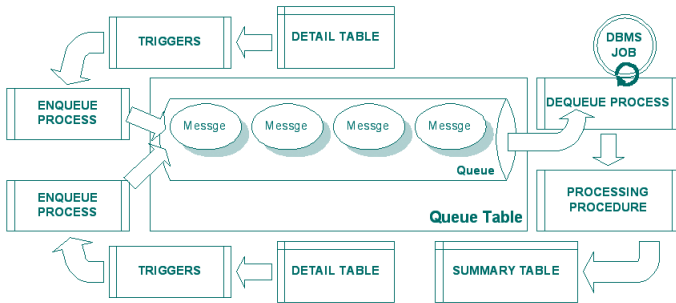 TRIGGERS
DETAIL TABLE
DBMS
JOB
ENQUEUE
PROCESS
DEQUEUE PROCESS
Messge
Messge
Messge
Messge
Queue
ENQUEUE
PROCESS
PROCESSING
PROCEDURE
Queue Table
TRIGGERS
DETAIL TABLE
SUMMARY TABLE